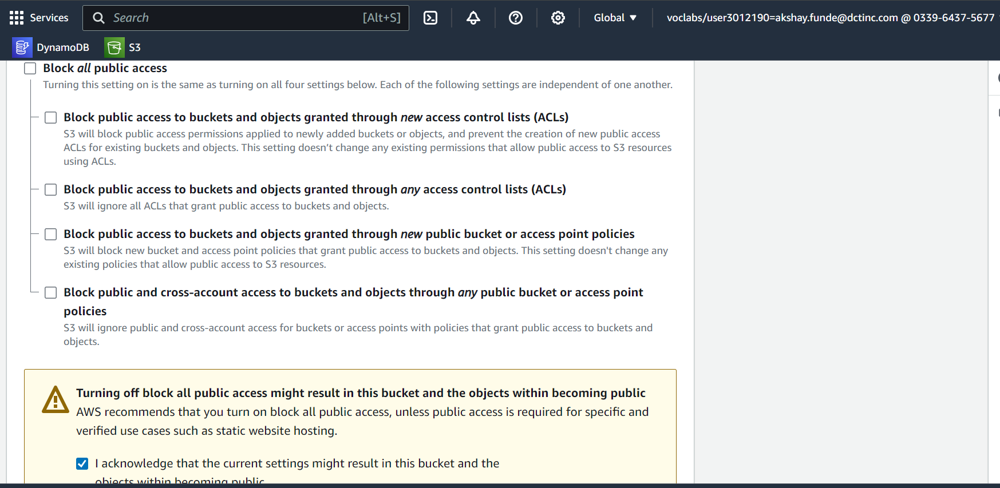 Services
Search [Alt+S]
Global ▼
voclabs/user3012190=akshay.funde@dctinc.com @ 0339-6437-5677
DynamoDB
S3
Block all public access
Turning this setting on is the same as turning on all four settings below. Each of the following settings are independent of one another.
Block public access to buckets and objects granted through new access control lists (ACLs)
S3 will block public access permissions applied to newly added buckets or objects, and prevent the creation of new public access
ACLs for existing buckets and objects. This setting doesn’t change any existing permissions that allow public access to S3 resources
using ACLs.
Block public access to buckets and objects granted through any access control lists (ACLs)
S3 will ignore all ACLs that grant public access to buckets and objects.
Block public access to buckets and objects granted through new public bucket or access point policies
S3 will block new bucket and access point policies that grant public access to buckets and objects. This setting doesn't change any
existing policies that allow public access to S3 resources.
Block public and cross-account access to buckets and objects through any public bucket or access point
policies
S3 will ignore public and cross-account access for buckets or access points with policies that grant public access to buckets and
objects.
Turning off block all public access might result in this bucket and the objects within becoming public
AWS recommends that you turn on block all public access, unless public access is required for specific and
verified use cases such as static website hosting.
I acknowledge that the current settings might result in this bucket and the
objects within becoming public.